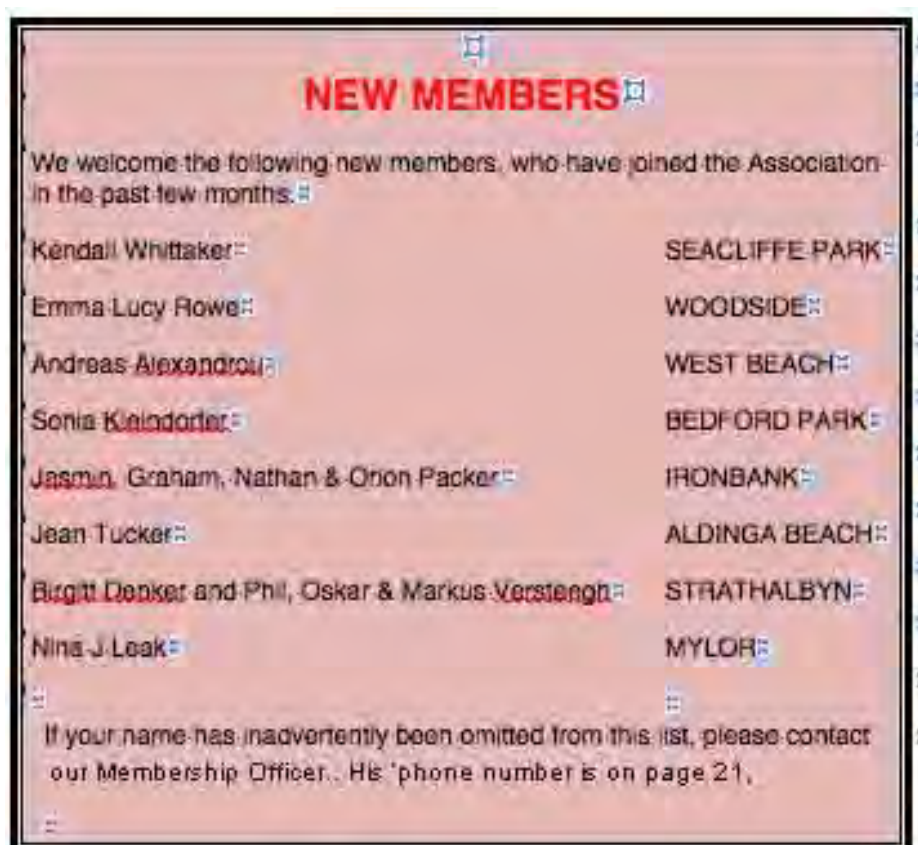 NEW MEMBERS
We welcome the following new members, who have joined the Association
in the past few months.
Kendall Whittaker SEACLIFFE PARK
Emma Lucy Rowe WOODSIDE
Andreas Alexandrou WEST BEACH
Sonia Kleindorfer BEDFORD PARK
Jasmin, Graham, Nathan & Orion Packer IRONBANK
Jean Tucker ALDINGA BEACH
Birgitt Denker and Phil, Oskar & Markus Versteegh STRATHALBYN
Nina J Leak MYLOR
If your name has inadvertently been omitted from this list, please contact
our Membership Officer.. His 'phone number is on page 21,